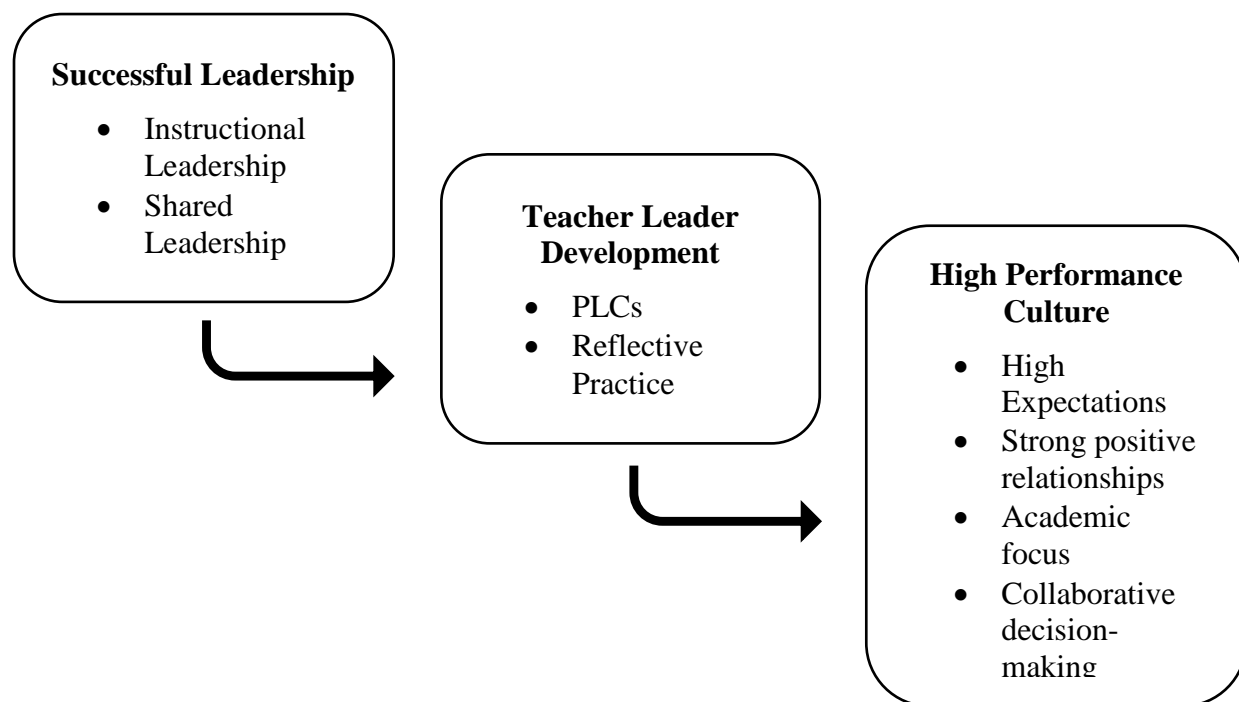 Successful Leadership
• Instructional
Leadership
• Shared
Leadership
Teacher Leader
Development
• PLCs
• Reflective
Practice
High Performance
Culture
• High
Expectations
• Strong positive
relationships
• Academic
focus
• Collaborative
decision-
making